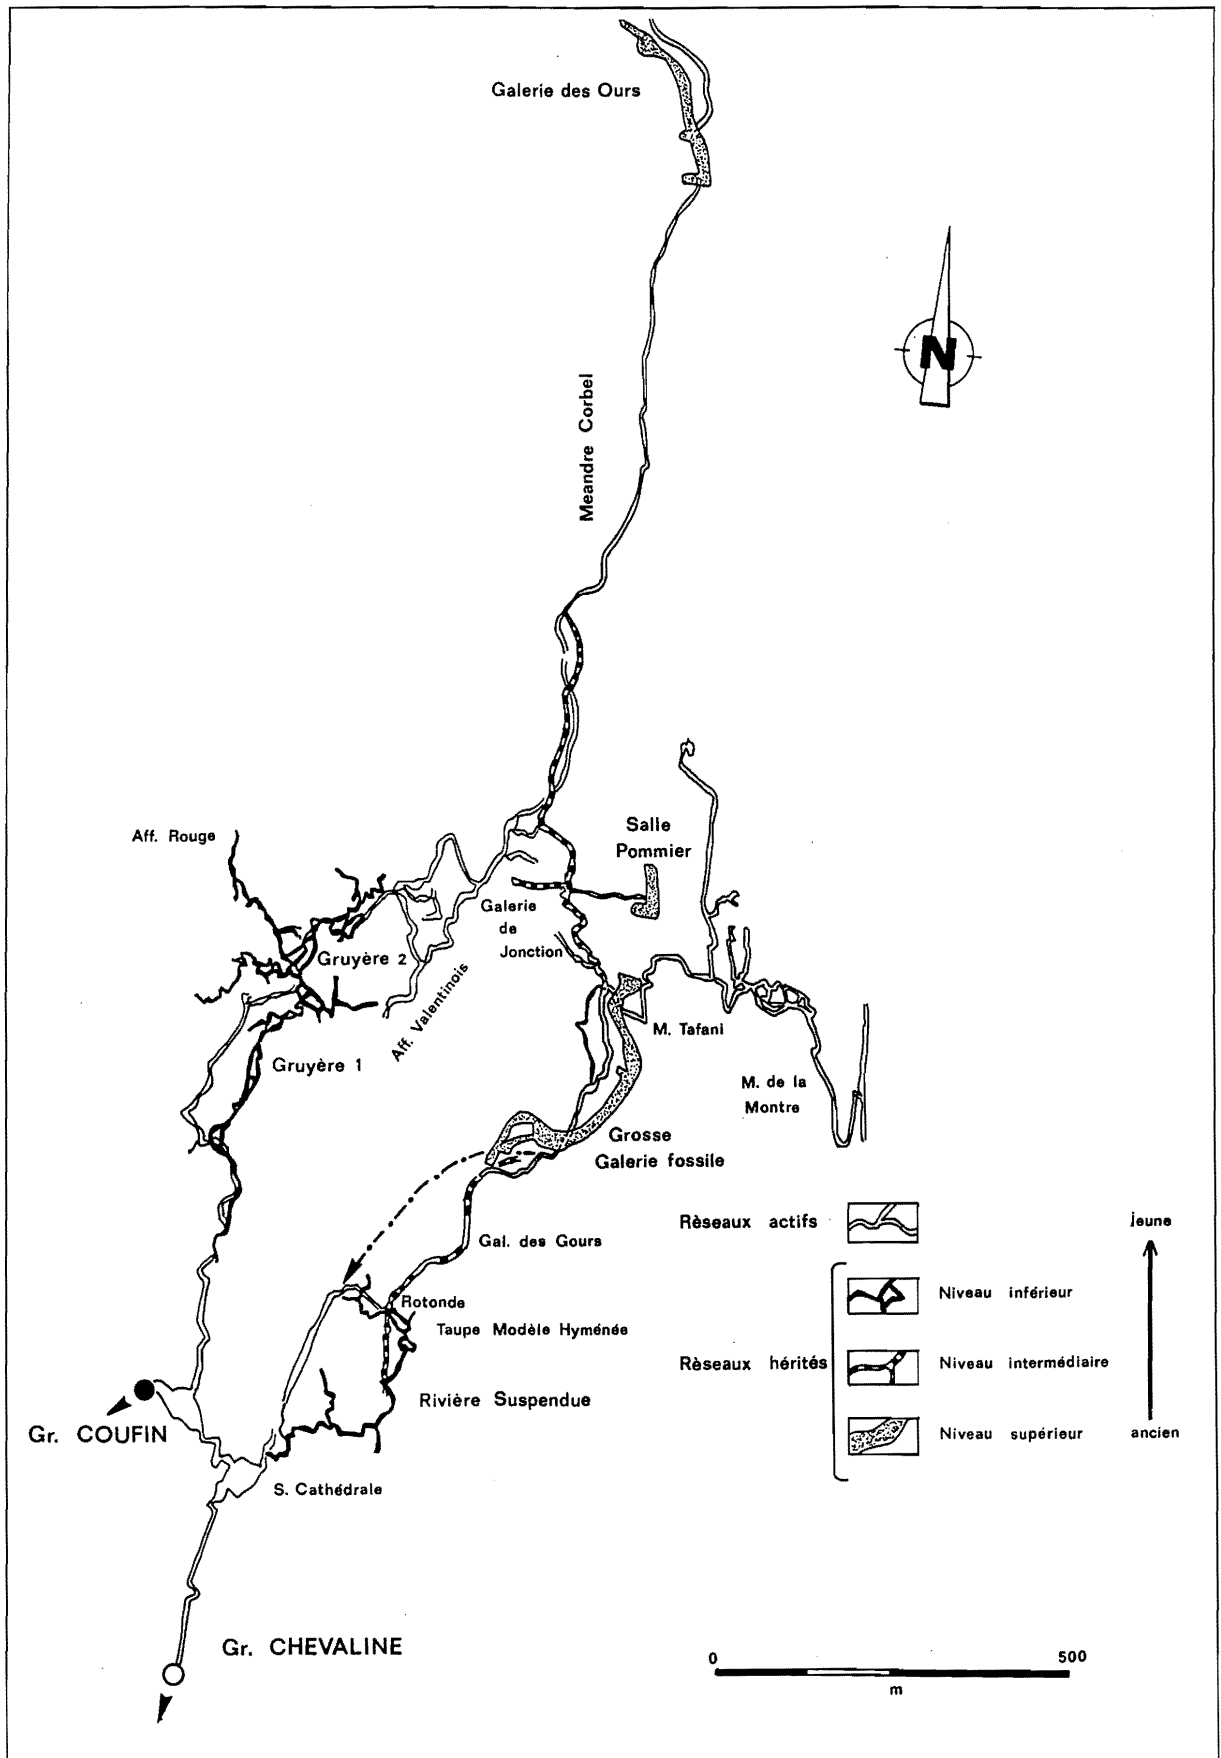 Galerie des Ours
N
Meandre Corbel
Aff. Rouge
Salle
Pommier
Galerie
de
Jonction
Gruyère 2
Aff. Valentinois
M. Tafani
Gruyère 1
M. de la
Montre
Grosse
Galerie fossile
Rèseaux actifs
jeune
Gal. des Gours
Niveau inférieur
Rotonde
Taupe Modèle Hyménée
Rèseaux hérités
Niveau intermédiaire
Rivière Suspendue
Gr. COUFIN
Niveau supérieur
ancien
S. Cathédrale
Gr. CHEVALINE
0 500
m